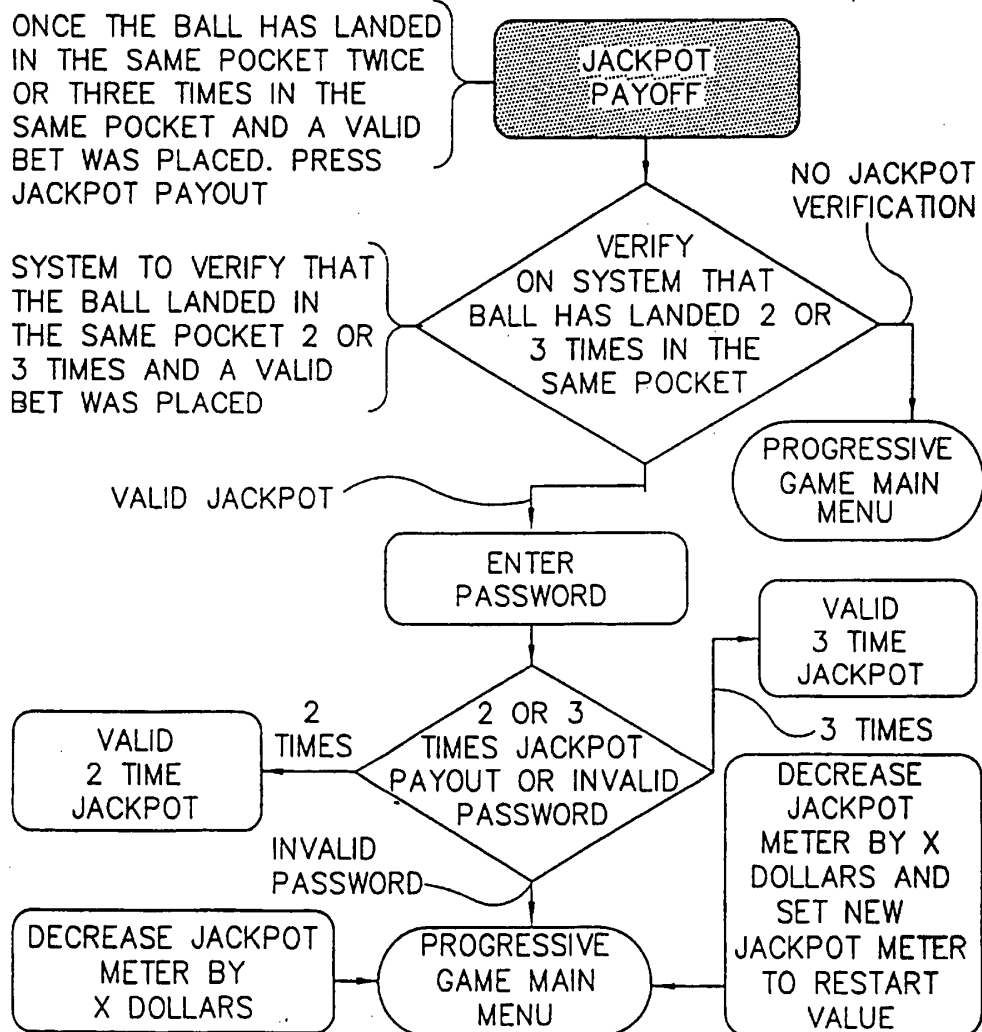 ONCE THE BALL HAS LANDED
IN THE SAME POCKET TWICE
OR THREE TIMES IN THE
SAME POCKET AND A VALID
BET WAS PLACED. PRESS
JACKPOT PAYOUT
JACKPOT
PAYOFF
NO JACKPOT
VERIFICATION
SYSTEM TO VERIFY THAT
THE BALL LANDED IN
THE SAME POCKET 2 OR
3 TIMES AND A VALID
BET WAS PLACED
VERIFY
ON SYSTEM THAT
BALL HAS LANDED 2 OR
3 TIMES IN THE
SAME POCKET
PROGRESSIVE
GAME MAIN
MENU
VALID JACKPOT
ENTER
PASSWORD
VALID
3 TIME
JACKPOT
3 TIMES
2
TIMES
2 OR 3
TIMES JACKPOT
PAYOUT OR INVALID
PASSWORD
VALID
2 TIME
JACKPOT
INVALID
PASSWORD
DECREASE
JACKPOT
METER BY X
DOLLARS AND
SET NEW
JACKPOT METER
TO RESTART
VALUE
DECREASE JACKPOT
METER BY
X DOLLARS
PROGRESSIVE
GAME MAIN
MENU